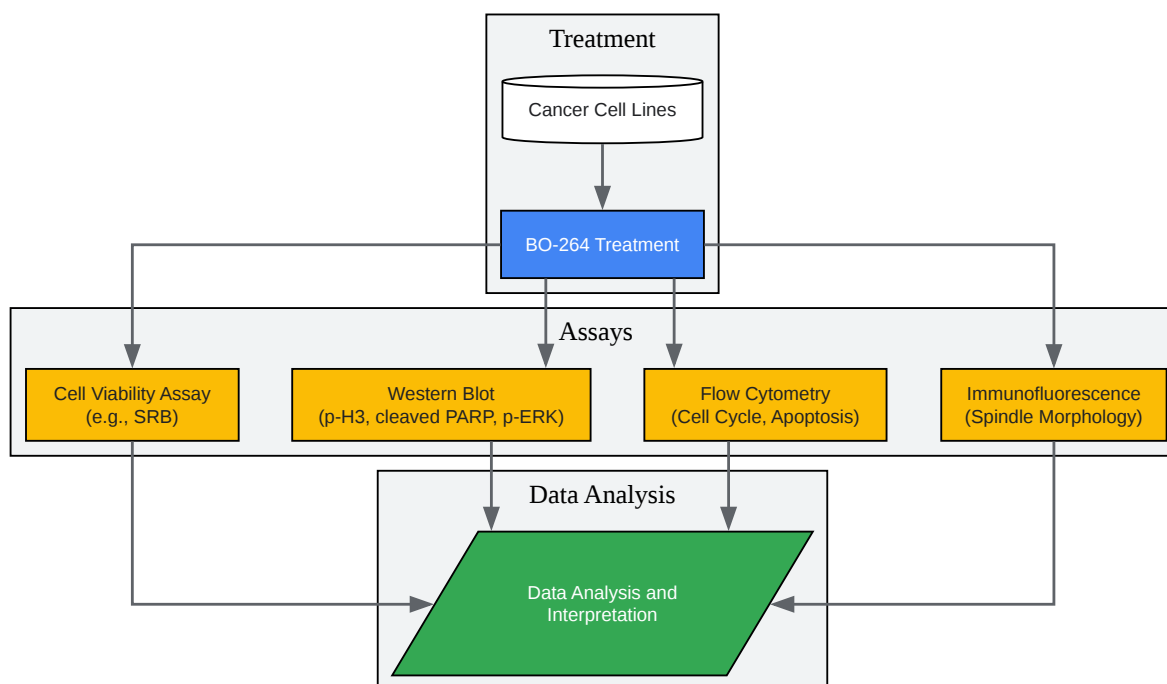 Treatment
Cancer Cell Lines
BO-264 Treatment
Assays
Cell Viability Assay
(e.g., SRB)
Western Blot
(p-H3, cleaved PARP, p-ERK)
Flow Cytometry
(Cell Cycle, Apoptosis)
Immunofluorescence
(Spindle Morphology)
Data Analysis
Data Analysis and
Interpretation